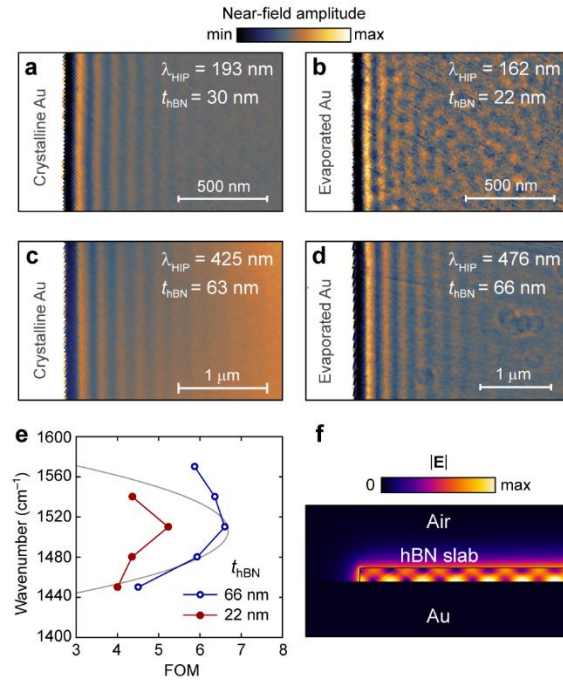 Near-field amplitude
min max
a
Crystalline Au
λHIP = 193 nm
thBN = 30 nm
500 nm
b
Evaporated Au
λHIP = 162 nm
thBN = 22 nm
500 nm
c
Crystalline Au
λHIP = 425 nm
thBN = 63 nm
1 µm
d
Evaporated Au
λHIP = 476 nm
thBN = 66 nm
1 µm
e
Wavenumber (cm⁻¹)
1600
1560
1520
1480
1440
1400
thBN
66 nm
22 nm
3 4 5 6 7 8
FOM
f
|E|
0 max
Air
hBN slab
Au